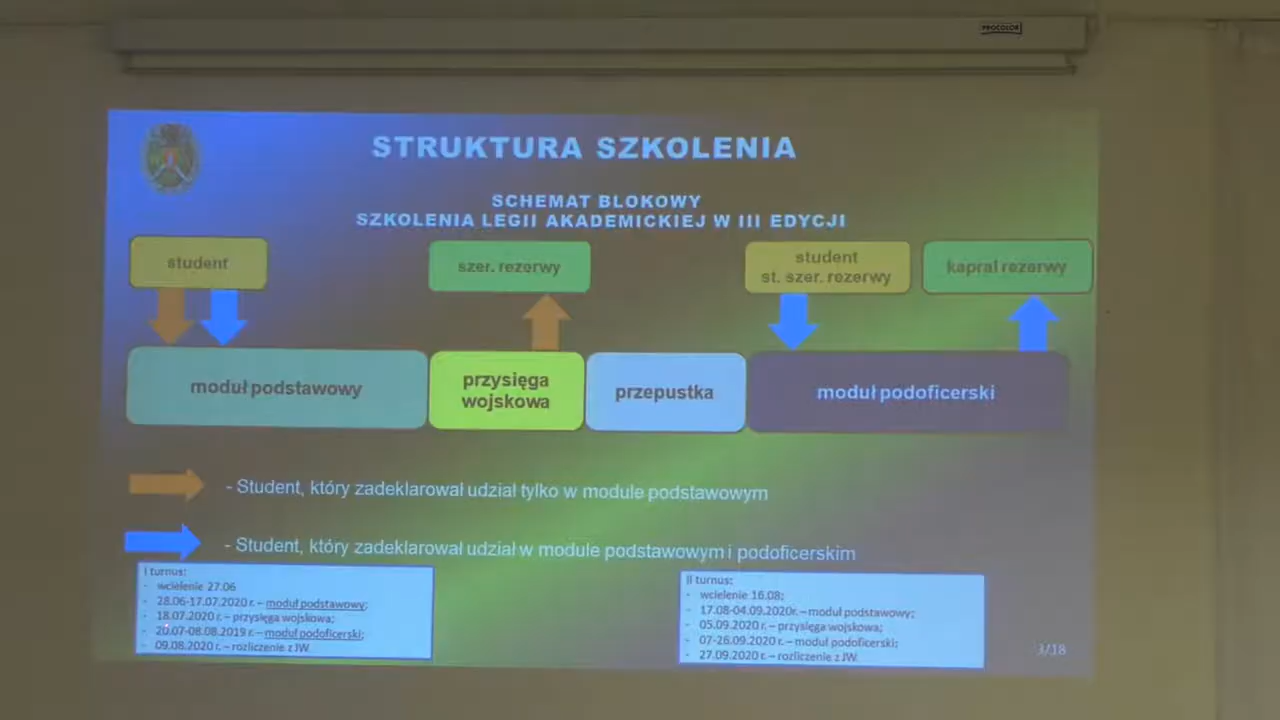 PROCOLOR
STRUKTURA SZKOLENIA
SCHEMAT BLOKOWY
SZKOLENIA LEGII AKADEMICKIEJ W III EDYCJI
student
szer. rezerwy
student
st. szer. rezerwy
kapral rezerwy
moduł podstawowy
przysięga
wojskowa
przepustka
moduł podoficerski
- Student, który zadeklarował udział tylko w module podstawowym
- Student, który zadeklarował udział w module podstawowym i podoficerskim
I turnus:
- wcielenie 27.06
- 28.06-17.07.2020 r. – moduł podstawowy;
- 18.07.2020 r. – przysięga wojskowa;
- 20.07-08.08.2019 r. – moduł podoficerski;
- 09.08.2020 r. – rozliczenie z JW.
II turnus:
- wcielenie 16.08;
- 17.08-04.09.2020r. – moduł podstawowy;
- 05.09.2020 r. – przysięga wojskowa;
- 07-26.09.2020 r. – moduł podoficerski;
- 27.09.2020 r. – rozliczenie z JW.
3/18